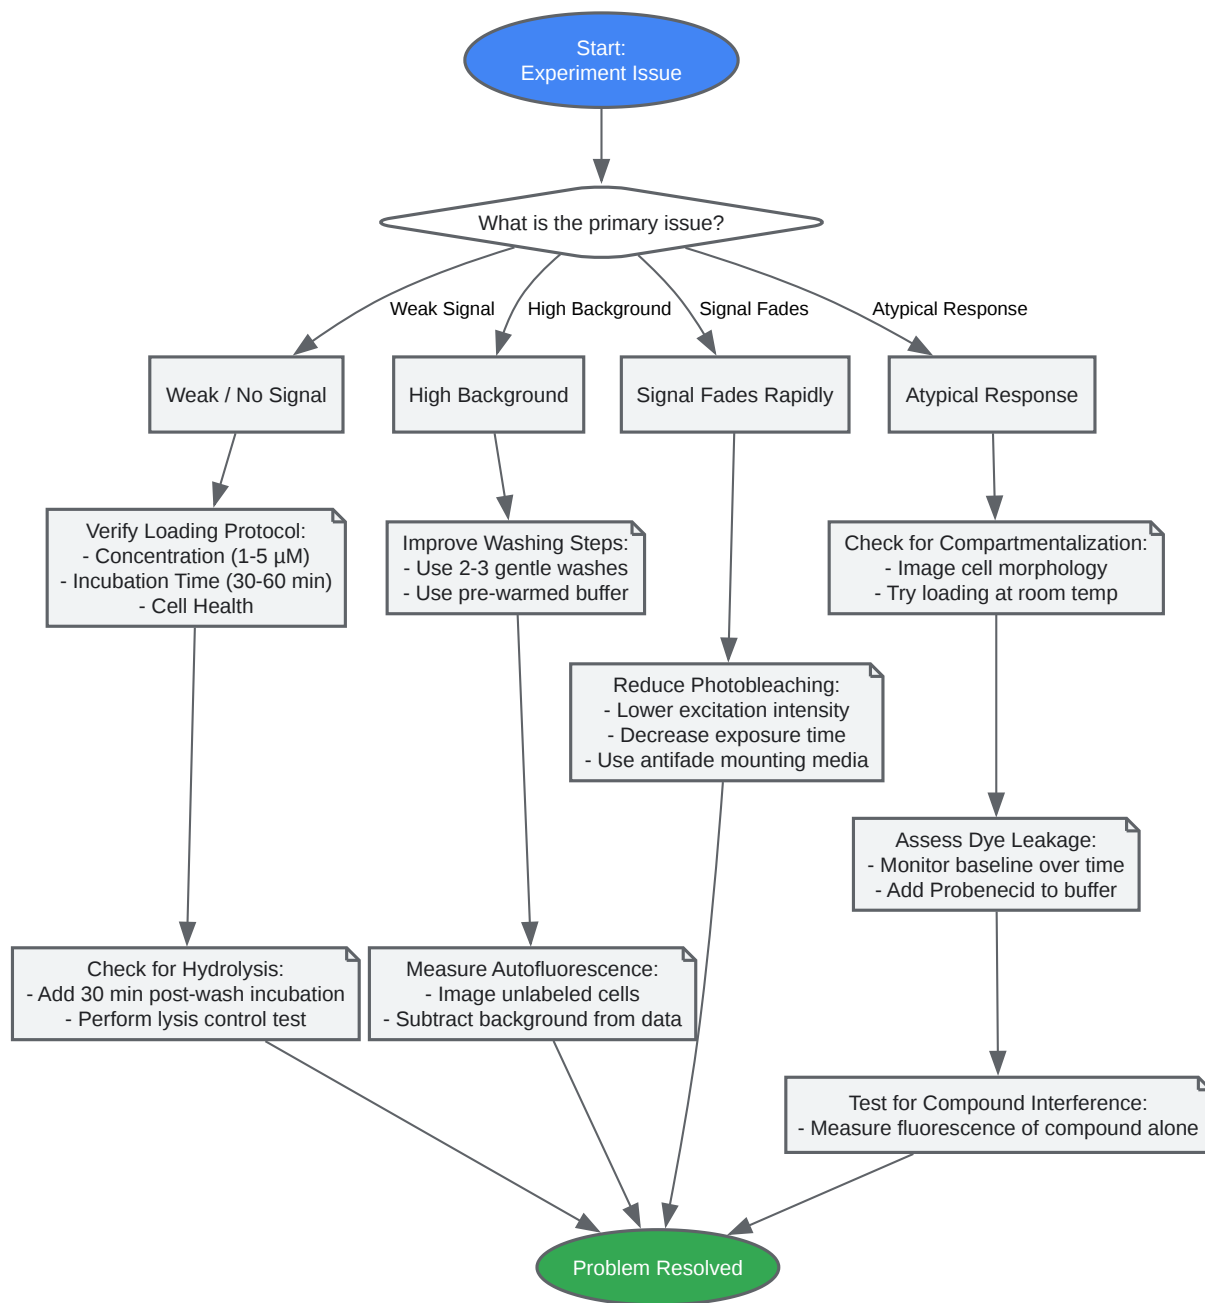 Start:
Experiment Issue
What is the primary issue?
Weak Signal
High Background
Signal Fades
Atypical Response
Weak / No Signal
High Background
Signal Fades Rapidly
Atypical Response
Verify Loading Protocol:
- Concentration (1-5 µM)
- Incubation Time (30-60 min)
- Cell Health
Improve Washing Steps:
- Use 2-3 gentle washes
- Use pre-warmed buffer
Check for Compartmentalization:
- Image cell morphology
- Try loading at room temp
Reduce Photobleaching:
- Lower excitation intensity
- Decrease exposure time
- Use antifade mounting media
Assess Dye Leakage:
- Monitor baseline over time
- Add Probenecid to buffer
Check for Hydrolysis:
- Add 30 min post-wash incubation
- Perform lysis control test
Measure Autofluorescence:
- Image unlabeled cells
- Subtract background from data
Test for Compound Interference:
- Measure fluorescence of compound alone
Problem Resolved